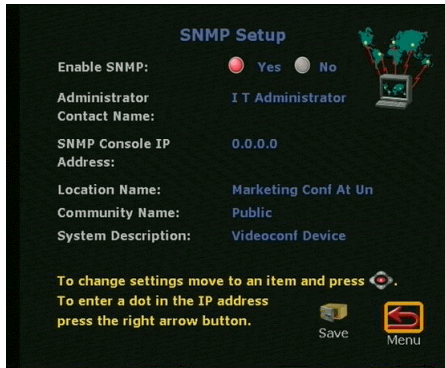 SNMP Setup
Enable SNMP: Yes No
Administrator I T Administrator
Contact Name:
SNMP Console IP 0.0.0.0
Address:
Location Name: Marketing Conf At Un
Community Name: Public
System Description: Videoconf Device
To change settings move to an item and press .
To enter a dot in the IP address
press the right arrow button.
Save
Menu